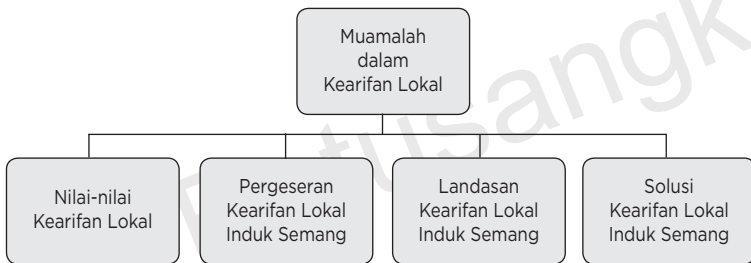 Muamalah
dalam
Kearifan Lokal
Nilai-nilai
Kearifan Lokal
Pergeseran
Kearifan Lokal
Induk Semang
Landasan
Kearifan Lokal
Induk Semang
Solusi
Kearifan Lokal
Induk Semang